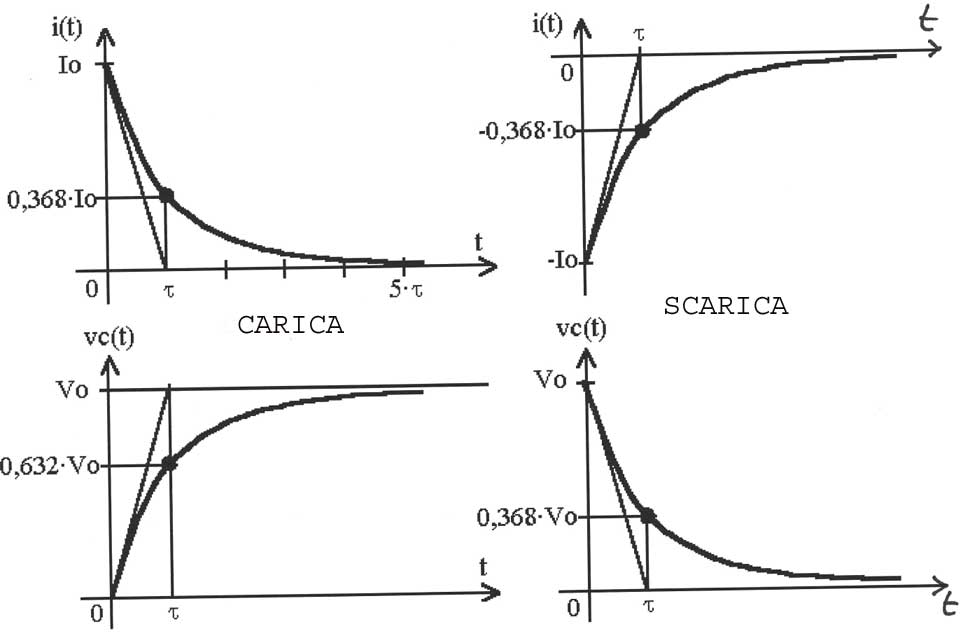 i(t)
Io
0,368·Io
0
τ
5·τ
t
CARICA
i(t)
τ
t
0
-0,368·Io
-Io
SCARICA
vc(t)
Vo
0,632·Vo
0
τ
t
vc(t)
Vo
0,368·Vo
0
τ
t